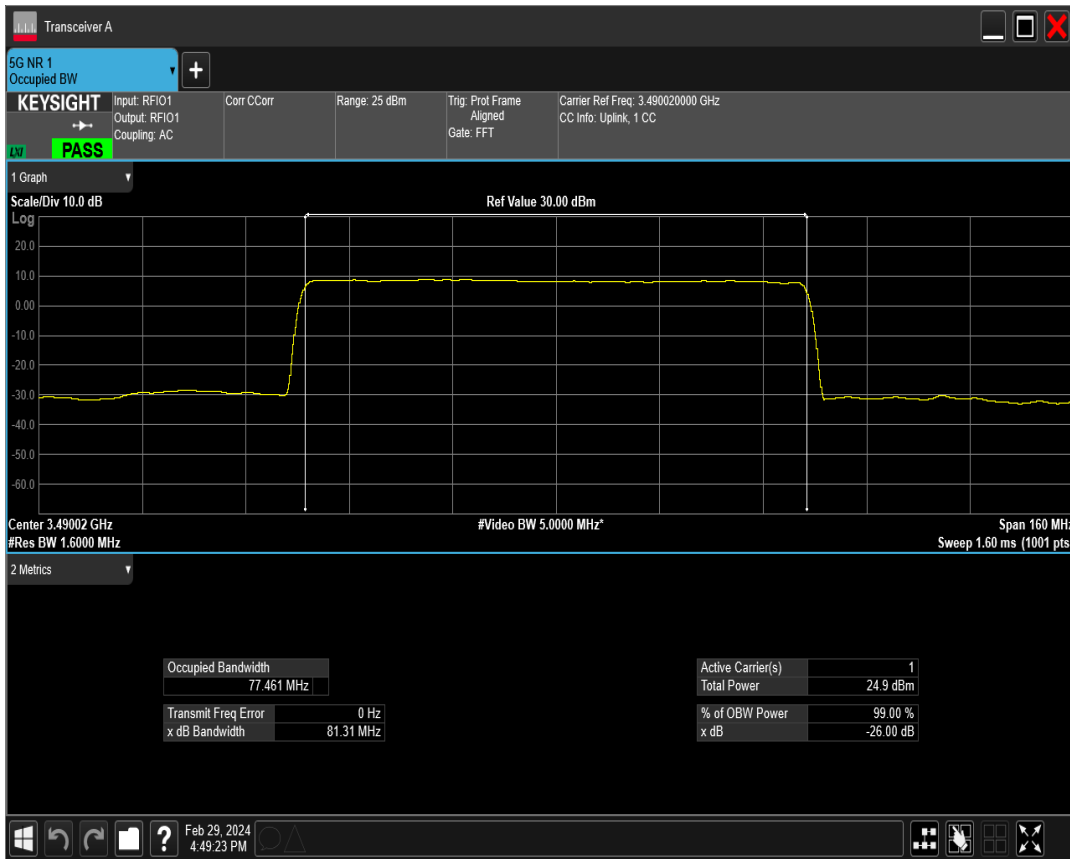 Transceiver A
5G NR 1
Occupied BW
KEYSIGHT
LXI
PASS
Input: RFIO1
Output: RFIO1
Coupling: AC
Corr CCorr
Range: 25 dBm
Trig: Prot Frame
Aligned
Gate: FFT
Carrier Ref Freq: 3.490020000 GHz
CC Info: Uplink, 1 CC
1 Graph
Scale/Div 10.0 dB
Ref Value 30.00 dBm
Log
20.0
10.0
0.00
-10.0
-20.0
-30.0
-40.0
-50.0
-60.0
Center 3.49002 GHz
#Video BW 5.0000 MHz*
Span 160 MHz
#Res BW 1.6000 MHz
Sweep 1.60 ms (1001 pts
2 Metrics
Occupied Bandwidth
77.461 MHz
Transmit Freq Error 0 Hz
x dB Bandwidth 81.31 MHz
Active Carrier(s) 1
Total Power 24.9 dBm
% of OBW Power 99.00 %
x dB -26.00 dB
?
Feb 29, 2024
4:49:23 PM